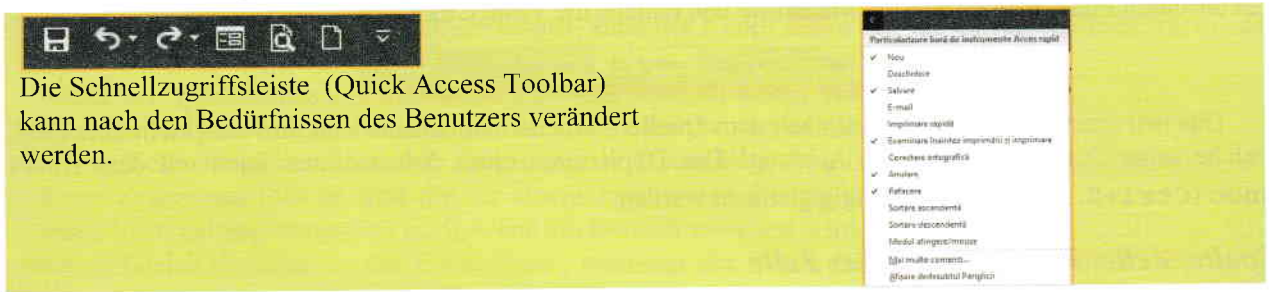 Die Schnellzugriffsleiste (Quick Access Toolbar)
kann nach den Bedürfnissen des Benutzers verändert
werden.
Particularizare bară de instrumente Acces rapid
Nou
Deschidere
Salvare
E-mail
Imprimare rapidă
Examinare înaintea imprimării și imprimare
Corectare ortografică
Anulare
Refacere
Sortare ascendentă
Sortare descendentă
Modul atingere/mouse
Mai multe comenzi...
Afișare dedesubtul Panglicii